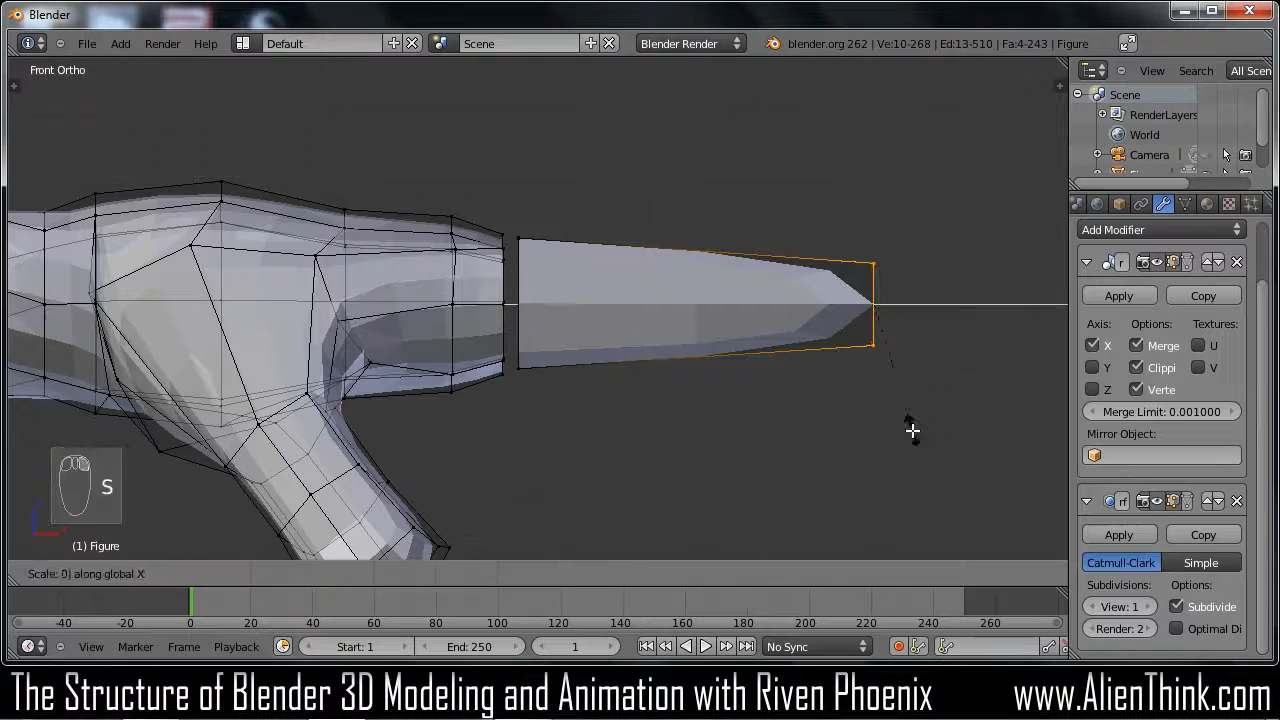 Blender
File Add Render Help Default Scene Blender Render blender.org 262 | Ve:10-268 | Ed:13-510 | Fa:4-243 | Figure
Front Ortho
View Search All Scen
Scene
RenderLayers
World
Camera
Add Modifier
r
Apply Copy
Axis: Options: Textures:
X Merge U
Y Clippi V
Z Verte
Merge Limit: 0.001000
Mirror Object:
S
(1) Figure
rf
Apply Copy
Catmull-Clark Simple
Subdivisions: Options:
View: 1 Subdivide
Render: 2 Optimal Di
Scale: 0| along global X
-40 -20 0 20 40 60 80 100 120 140 160 180 200 220 240 260
View Marker Frame Playback Start: 1 End: 250 1 No Sync
The Structure of Blender 3D Modeling and Animation with Riven Phoenix www.AlienThink.com